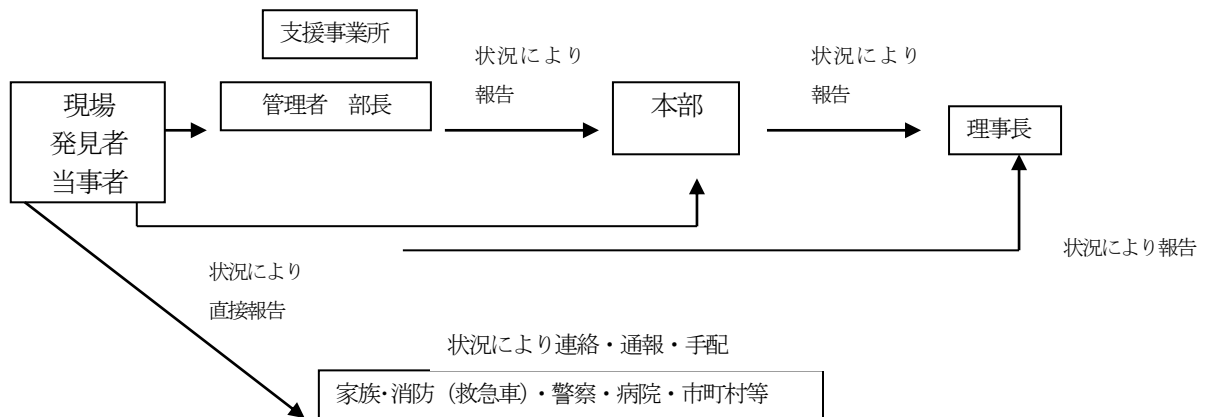 支援事業所
現場
発見者
当事者
管理者　部長
状況により
報告
本部
状況により
報告
理事長
状況により
直接報告
状況により報告
状況により連絡・通報・手配
家族・消防（救急車）・警察・病院・市町村等